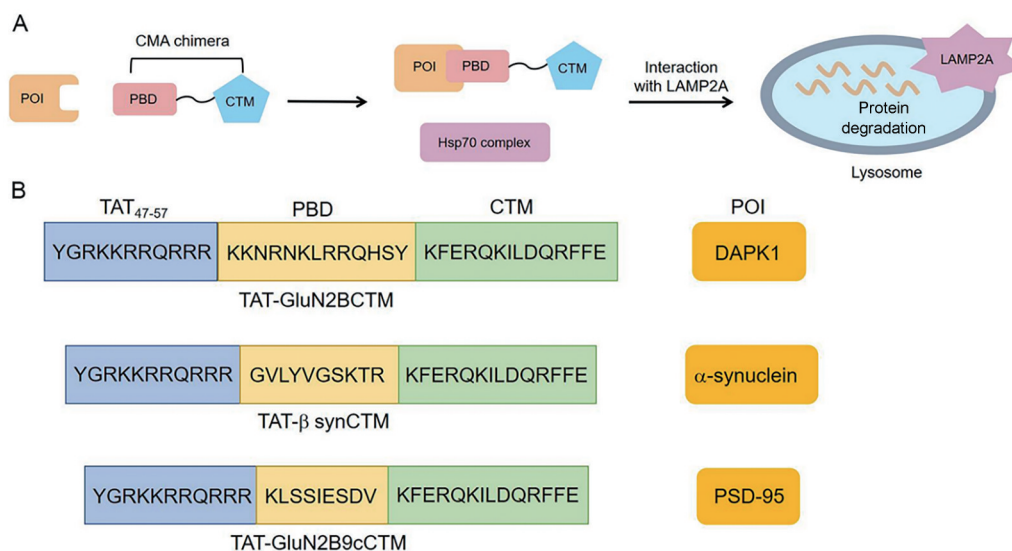 A
CMA chimera
POI
PBD
CTM
POI
PBD
CTM
Hsp70 complex
Interaction
with LAMP2A
LAMP2A
Protein
degradation
Lysosome
B
TAT47-57
PBD
CTM
POI
YGRKKRRQRRR
KKNRNKLRRQHSY
KFERQKILDQRFFE
DAPK1
TAT-GluN2BCTM
YGRKKRRQRRR
GVLYVGSKTR
KFERQKILDQRFFE
α-synuclein
TAT-β synCTM
YGRKKRRQRRR
KLSSIESDV
KFERQKILDQRFFE
PSD-95
TAT-GluN2B9cCTM